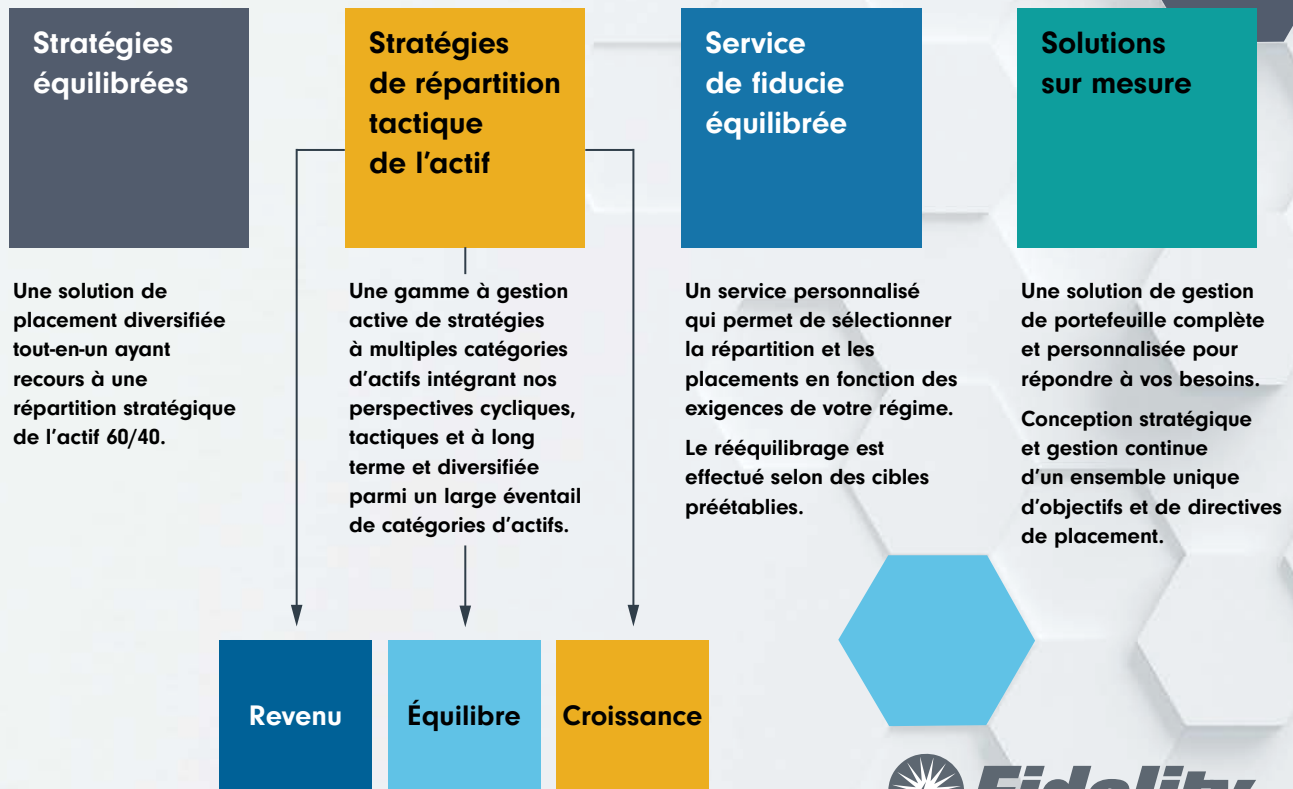 Stratégies
équilibrées
Une solution de
placement diversifiée
tout-en-un ayant
recours à une
répartition stratégique
de l’actif 60/40.
Stratégies
de répartition
tactique
de l’actif
Une gamme à gestion
active de stratégies
à multiples catégories
d’actifs intégrant nos
perspectives cycliques,
tactiques et à long
terme et diversifiée
parmi un large éventail
de catégories d’actifs.
Revenu
Équilibre
Croissance
Service
de fiducie
équilibrée
Un service personnalisé
qui permet de sélectionner
la répartition et les
placements en fonction des
exigences de votre régime.
Le rééquilibrage est
effectué selon des cibles
préétablies.
Solutions
sur mesure
Une solution de gestion
de portefeuille complète
et personnalisée pour
répondre à vos besoins.
Conception stratégique
et gestion continue
d’un ensemble unique
d’objectifs et de directives
de placement.
Fidelity